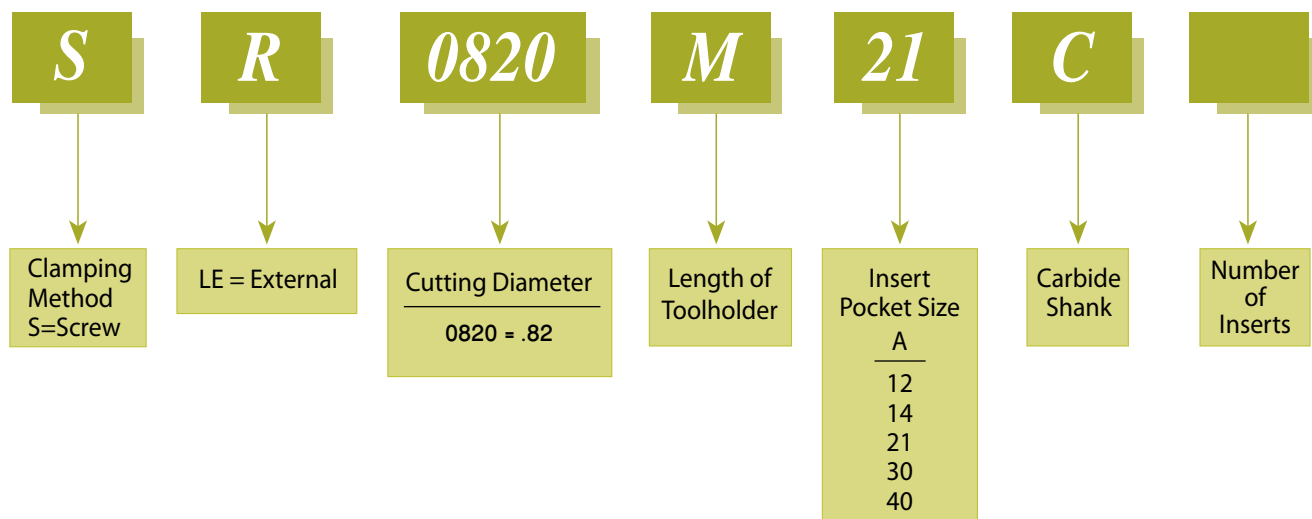 S R 0820 M 21 C
Clamping
Method
S=Screw
LE = External
Cutting Diameter
0820 = .82
Length of
Toolholder
Insert
Pocket Size
A
12
14
21
30
40
Carbide
Shank
Number
of
Inserts